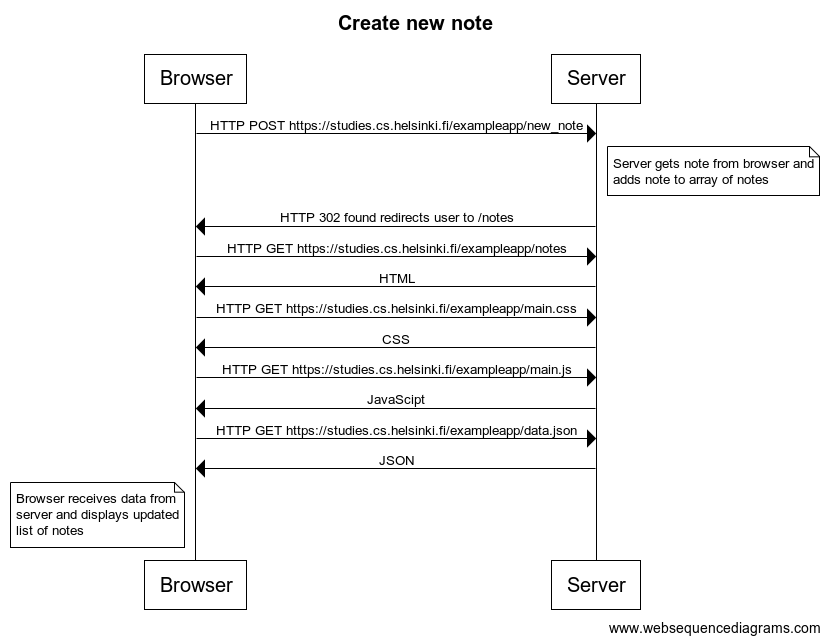 Create new note
Browser
Server
HTTP POST https://studies.cs.helsinki.fi/exampleapp/new_note
Server gets note from browser and
adds note to array of notes
HTTP 302 found redirects user to /notes
HTTP GET https://studies.cs.helsinki.fi/exampleapp/notes
HTML
HTTP GET https://studies.cs.helsinki.fi/exampleapp/main.css
CSS
HTTP GET https://studies.cs.helsinki.fi/exampleapp/main.js
JavaScipt
HTTP GET https://studies.cs.helsinki.fi/exampleapp/data.json
JSON
Browser receives data from
server and displays updated
list of notes
Browser
Server
www.websequencediagrams.com